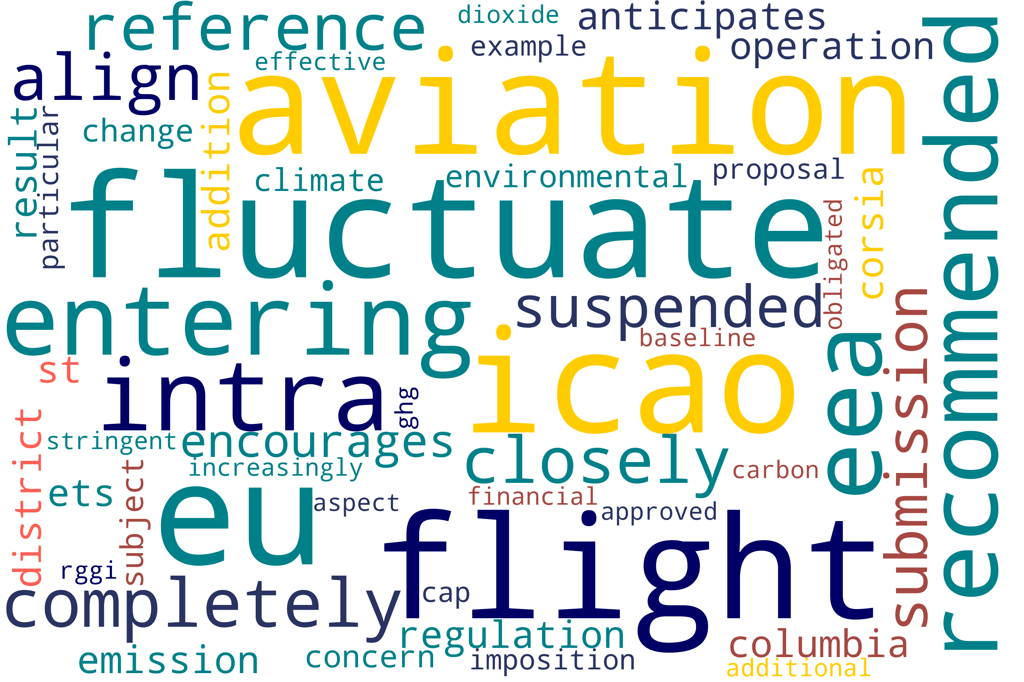 dioxide
anticipates
reference
example
operation
effective
aviation
align
addition
recommended
result
particular
change
climate
environmental
proposal
fluctuate
corsia
obligated
entering
suspended
baseline
submission
eea
icao
st
intra
ghg
district
stringent
encourages
increasingly
closely
carbon
ets
subject
eu
aspect
financial
approved
flight
rggi
completely
cap
regulation
columbia
emission
concern
imposition
additional